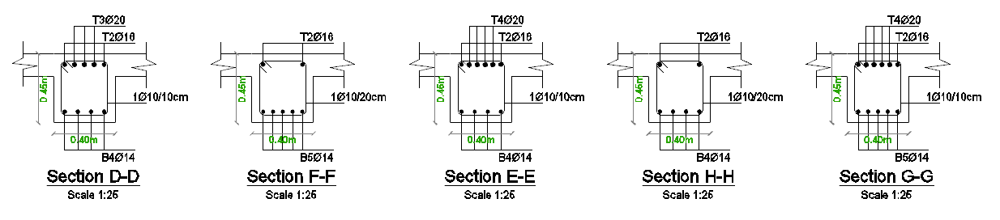 T3Ø20
T2Ø16
0.45m
1Ø10/10cm
0.40m
B4Ø14
Section D-D
Scale 1:25
T2Ø16
0.45m
1Ø10/20cm
B5Ø14
Section F-F
Scale 1:25
T4Ø20
T2Ø16
0.45m
1Ø10/10cm
0.40m
B4Ø14
Section E-E
Scale 1:25
T2Ø16
0.45m
1Ø10/20cm
0.40m
B4Ø14
Section H-H
Scale 1:25
T4Ø20
T2Ø16
0.45m
1Ø10/10cm
0.40m
B5Ø14
Section G-G
Scale 1:25